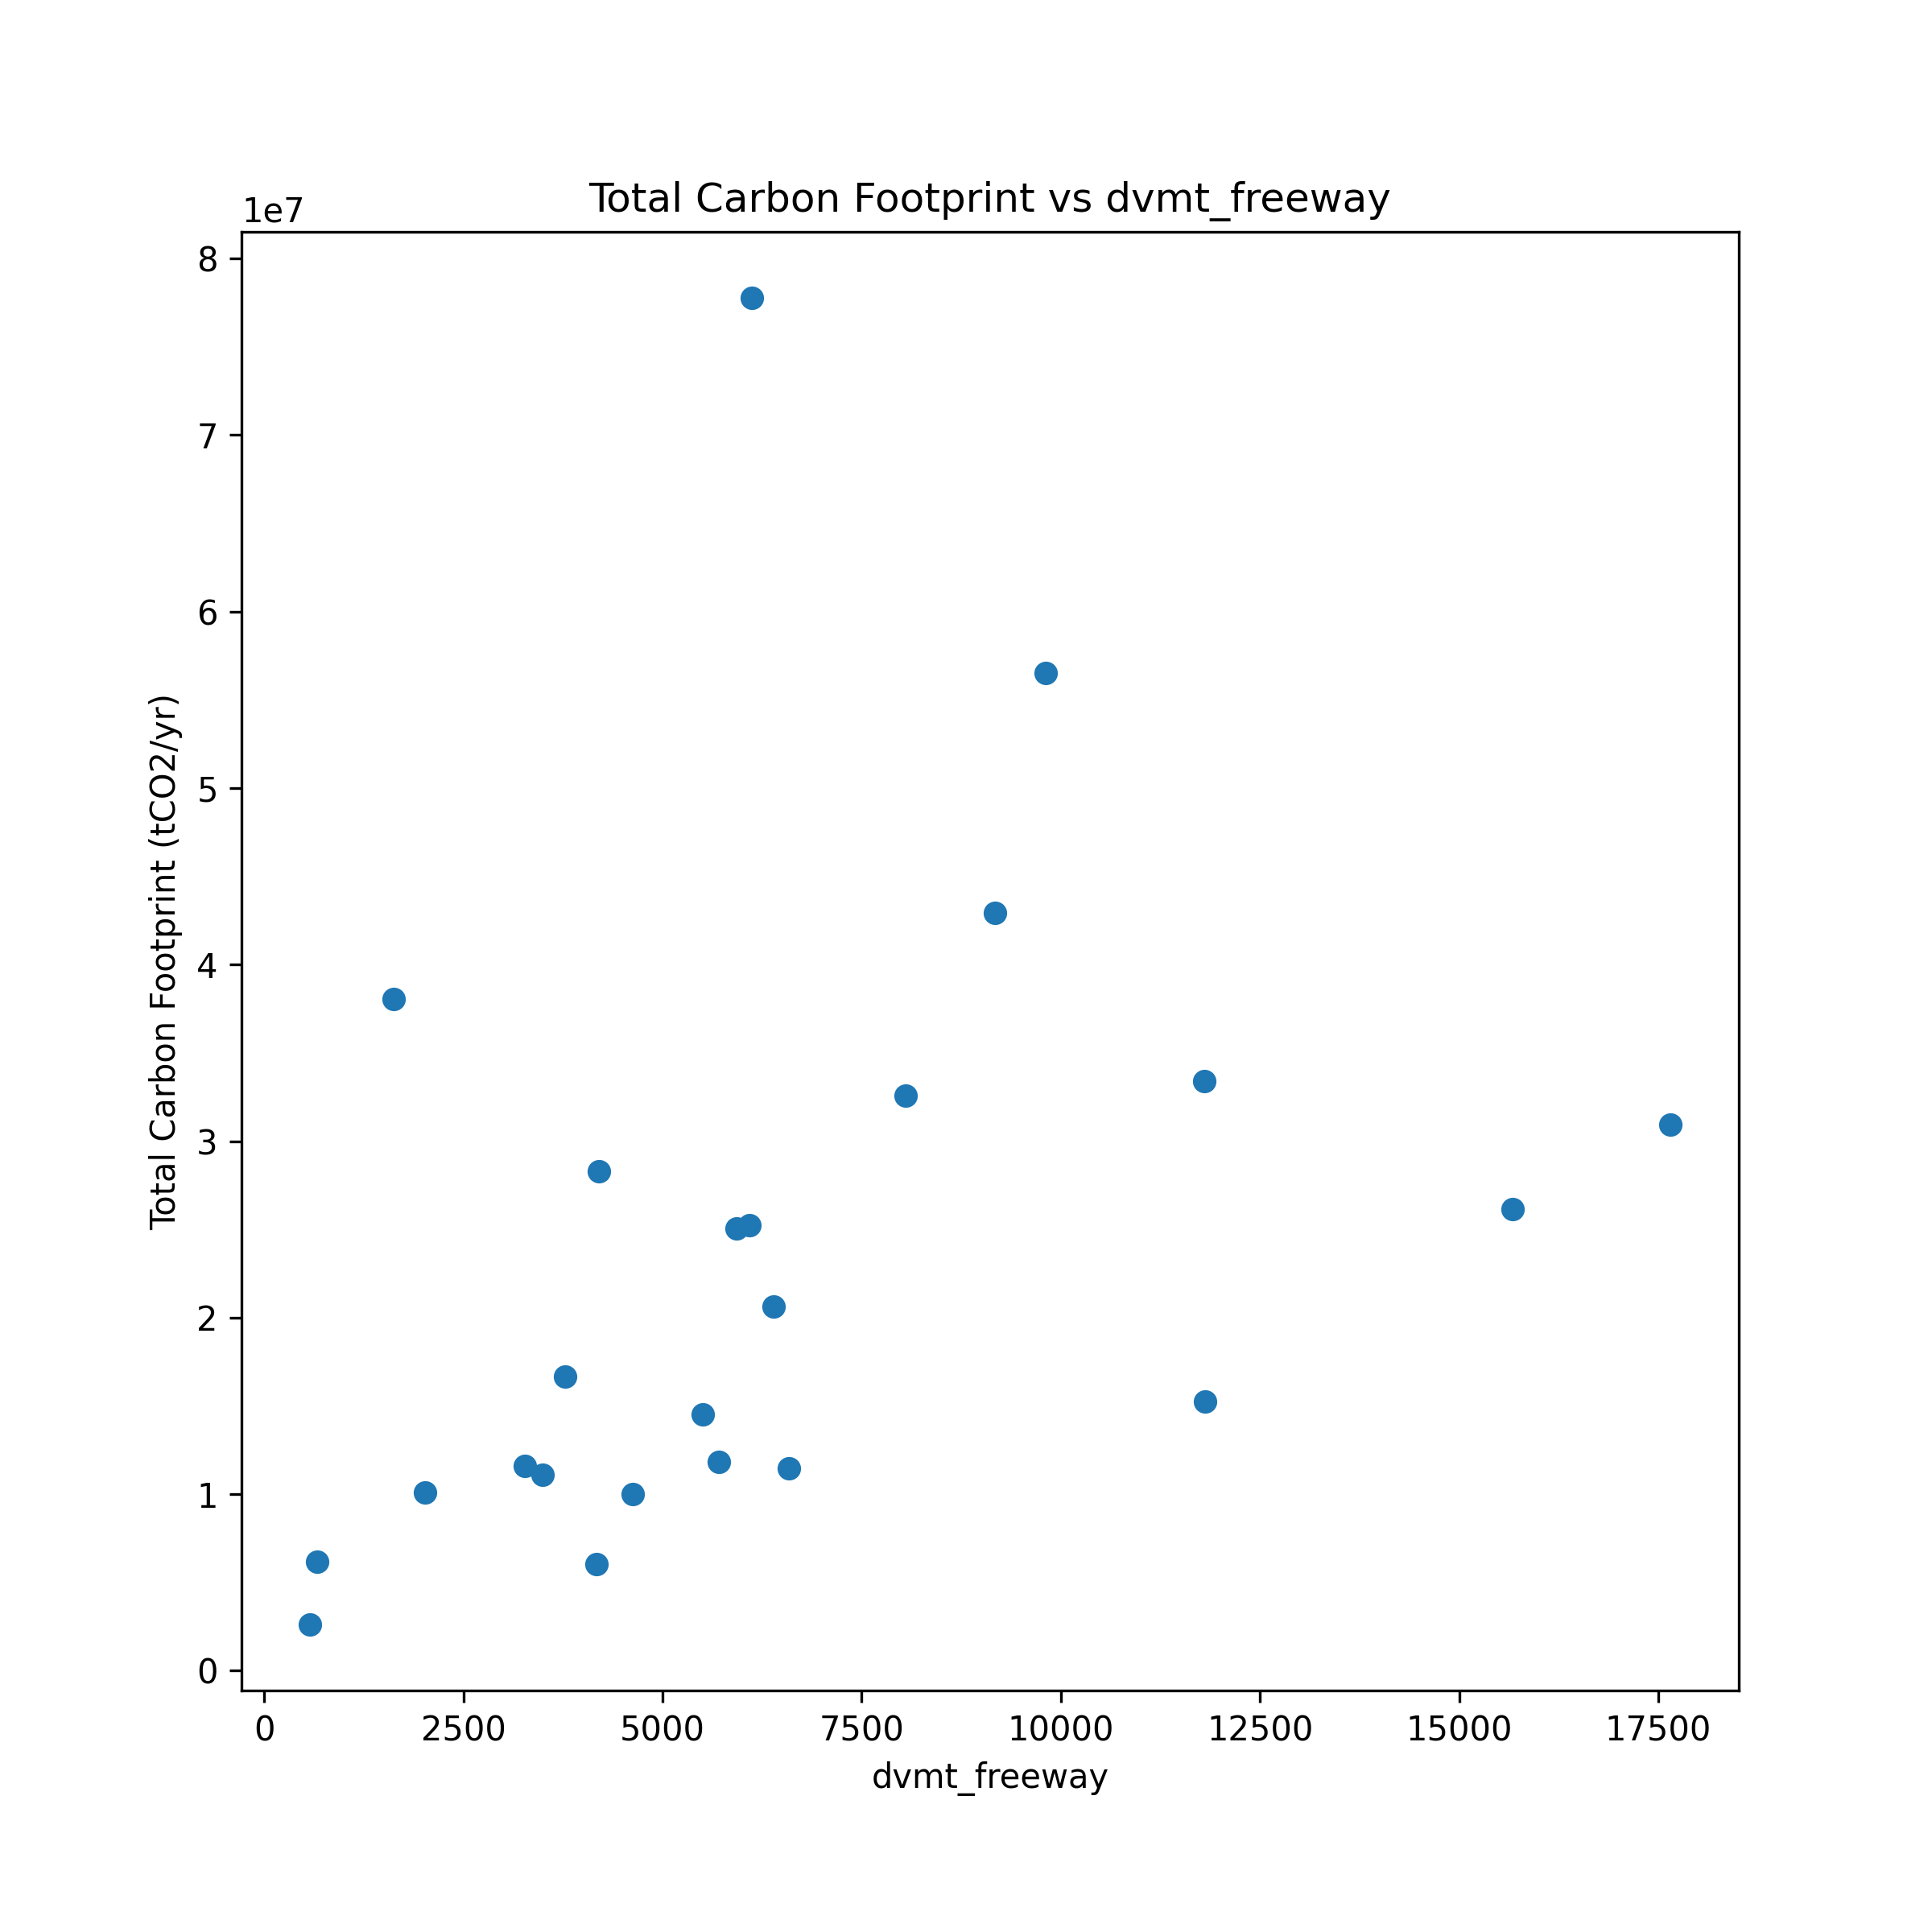 Total Carbon Footprint vs dvmt_freeway
1e7
8
7
6
5
4
3
2
1
0
Total Carbon Footprint (tCO2/yr)
0 2500 5000 7500 10000 12500 15000 17500
dvmt_freeway